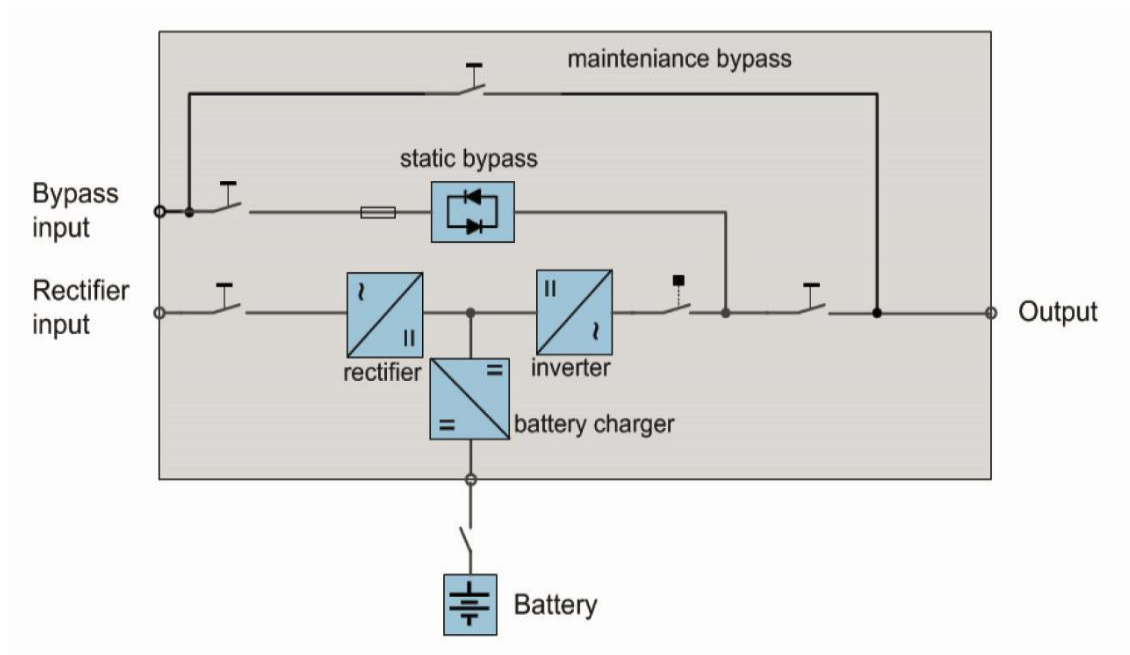 mainteniance bypass
static bypass
Bypass
input
Rectifier
input
Output
rectifier
inverter
battery charger
Battery